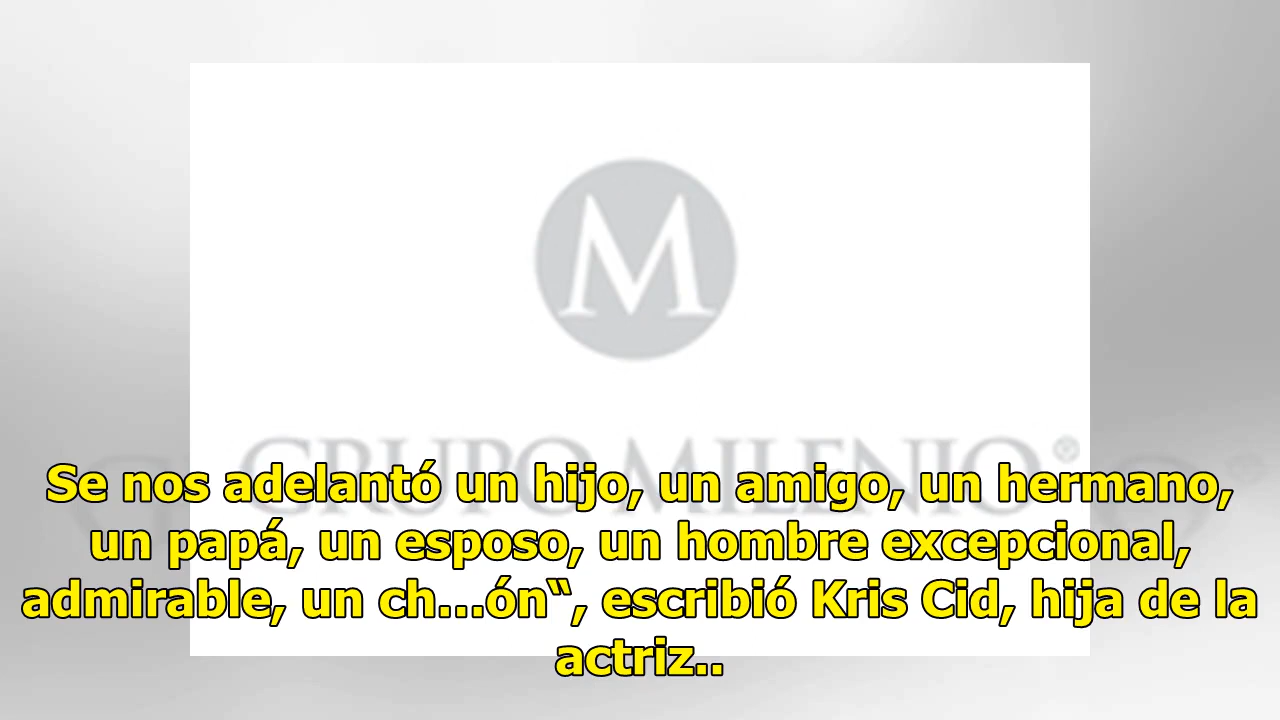 M
GRUPO MILENIO®
Se nos adelantó un hijo, un amigo, un hermano,
un papá, un esposo, un hombre excepcional,
admirable, un ch...ón“, escribió Kris Cid, hija de la
actriz..